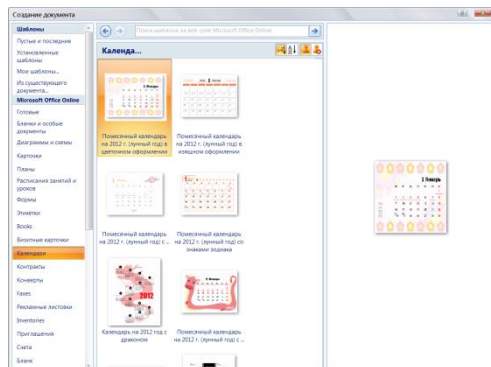 Создание документа
Шаблоны
Пустые и последние
Установленные
шаблоны
Мои шаблоны...
Из существующего
документа...
Microsoft Office Online
Готовые
Бланки и особые
документы
Диаграммы и схемы
Карточки
Планы
Расписания занятий и
уроков
Формы
Этикетки
Books
Визитные карточки
Календари
Контракты
Конверты
Faxes
Рекламные листовки
Inventories
Приглашения
Счета
Бланк
Поиск шаблона на веб-узле Microsoft Office Online
Календа...
Помесячный календарь
на 2012 г. (лунный год) в
цветочном оформлении
Помесячный календарь
на 2012 г. (лунный год) в
изящном оформлении
Помесячный календарь
на 2012 г. (лунный год) с ...
Помесячный календарь
на 2012 г. (лунный год) со
знаками зодиака
2012
Календарь на 2012 год с
драконом
Помесячный календарь
на 2012 г. (лунный год) с ...
1 Январь
2012